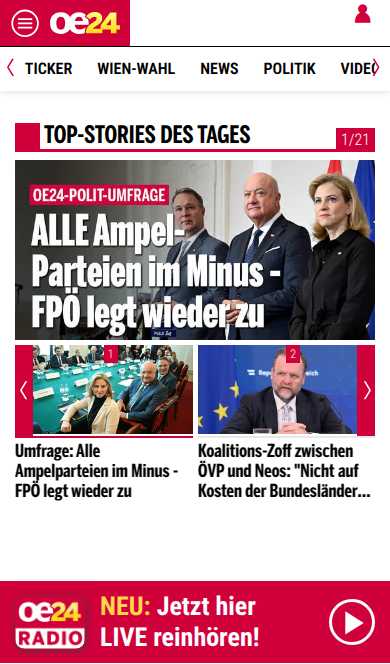 oe24
TICKER WIEN-WAHL NEWS POLITIK VIDEO
TOP-STORIES DES TAGES
1/21
OE24-POLIT-UMFRAGE
ALLE Ampel-
Parteien im Minus -
FPÖ legt wieder zu
1
2
Umfrage: Alle
Ampelparteien im Minus -
FPÖ legt wieder zu
Koalitions-Zoff zwischen
ÖVP und Neos: "Nicht auf
Kosten der Bundesländer...
oe24
RADIO
NEU: Jetzt hier
LIVE reinhören!